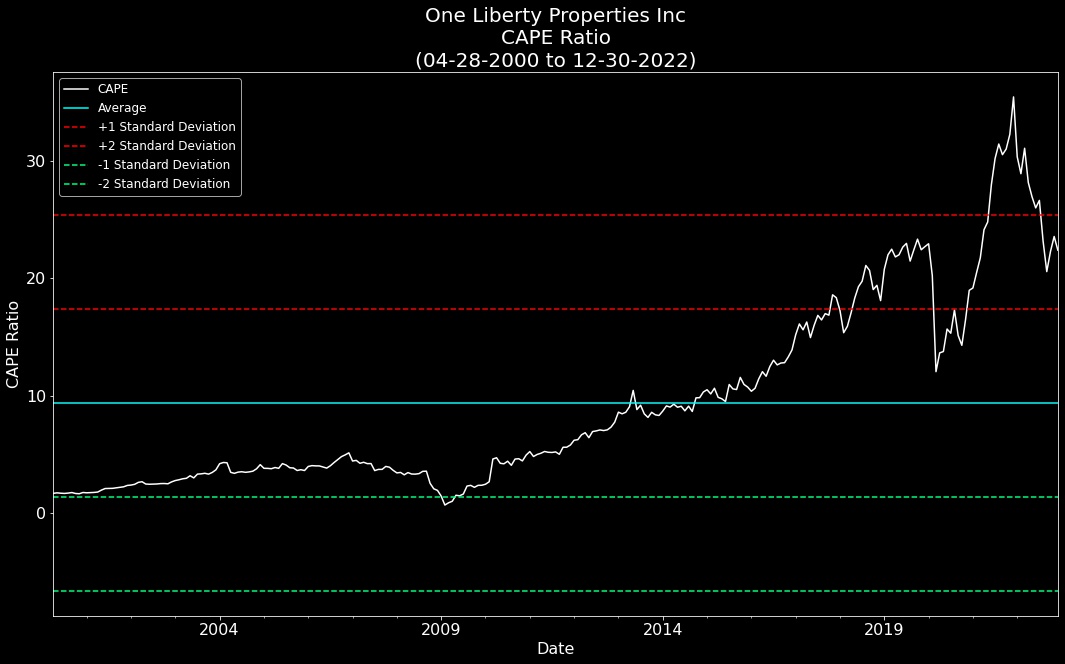 One Liberty Properties Inc
CAPE Ratio
(04-28-2000 to 12-30-2022)
CAPE
Average
+1 Standard Deviation
+2 Standard Deviation
-1 Standard Deviation
-2 Standard Deviation
30
20
10
0
CAPE Ratio
2004
2009
2014
2019
Date